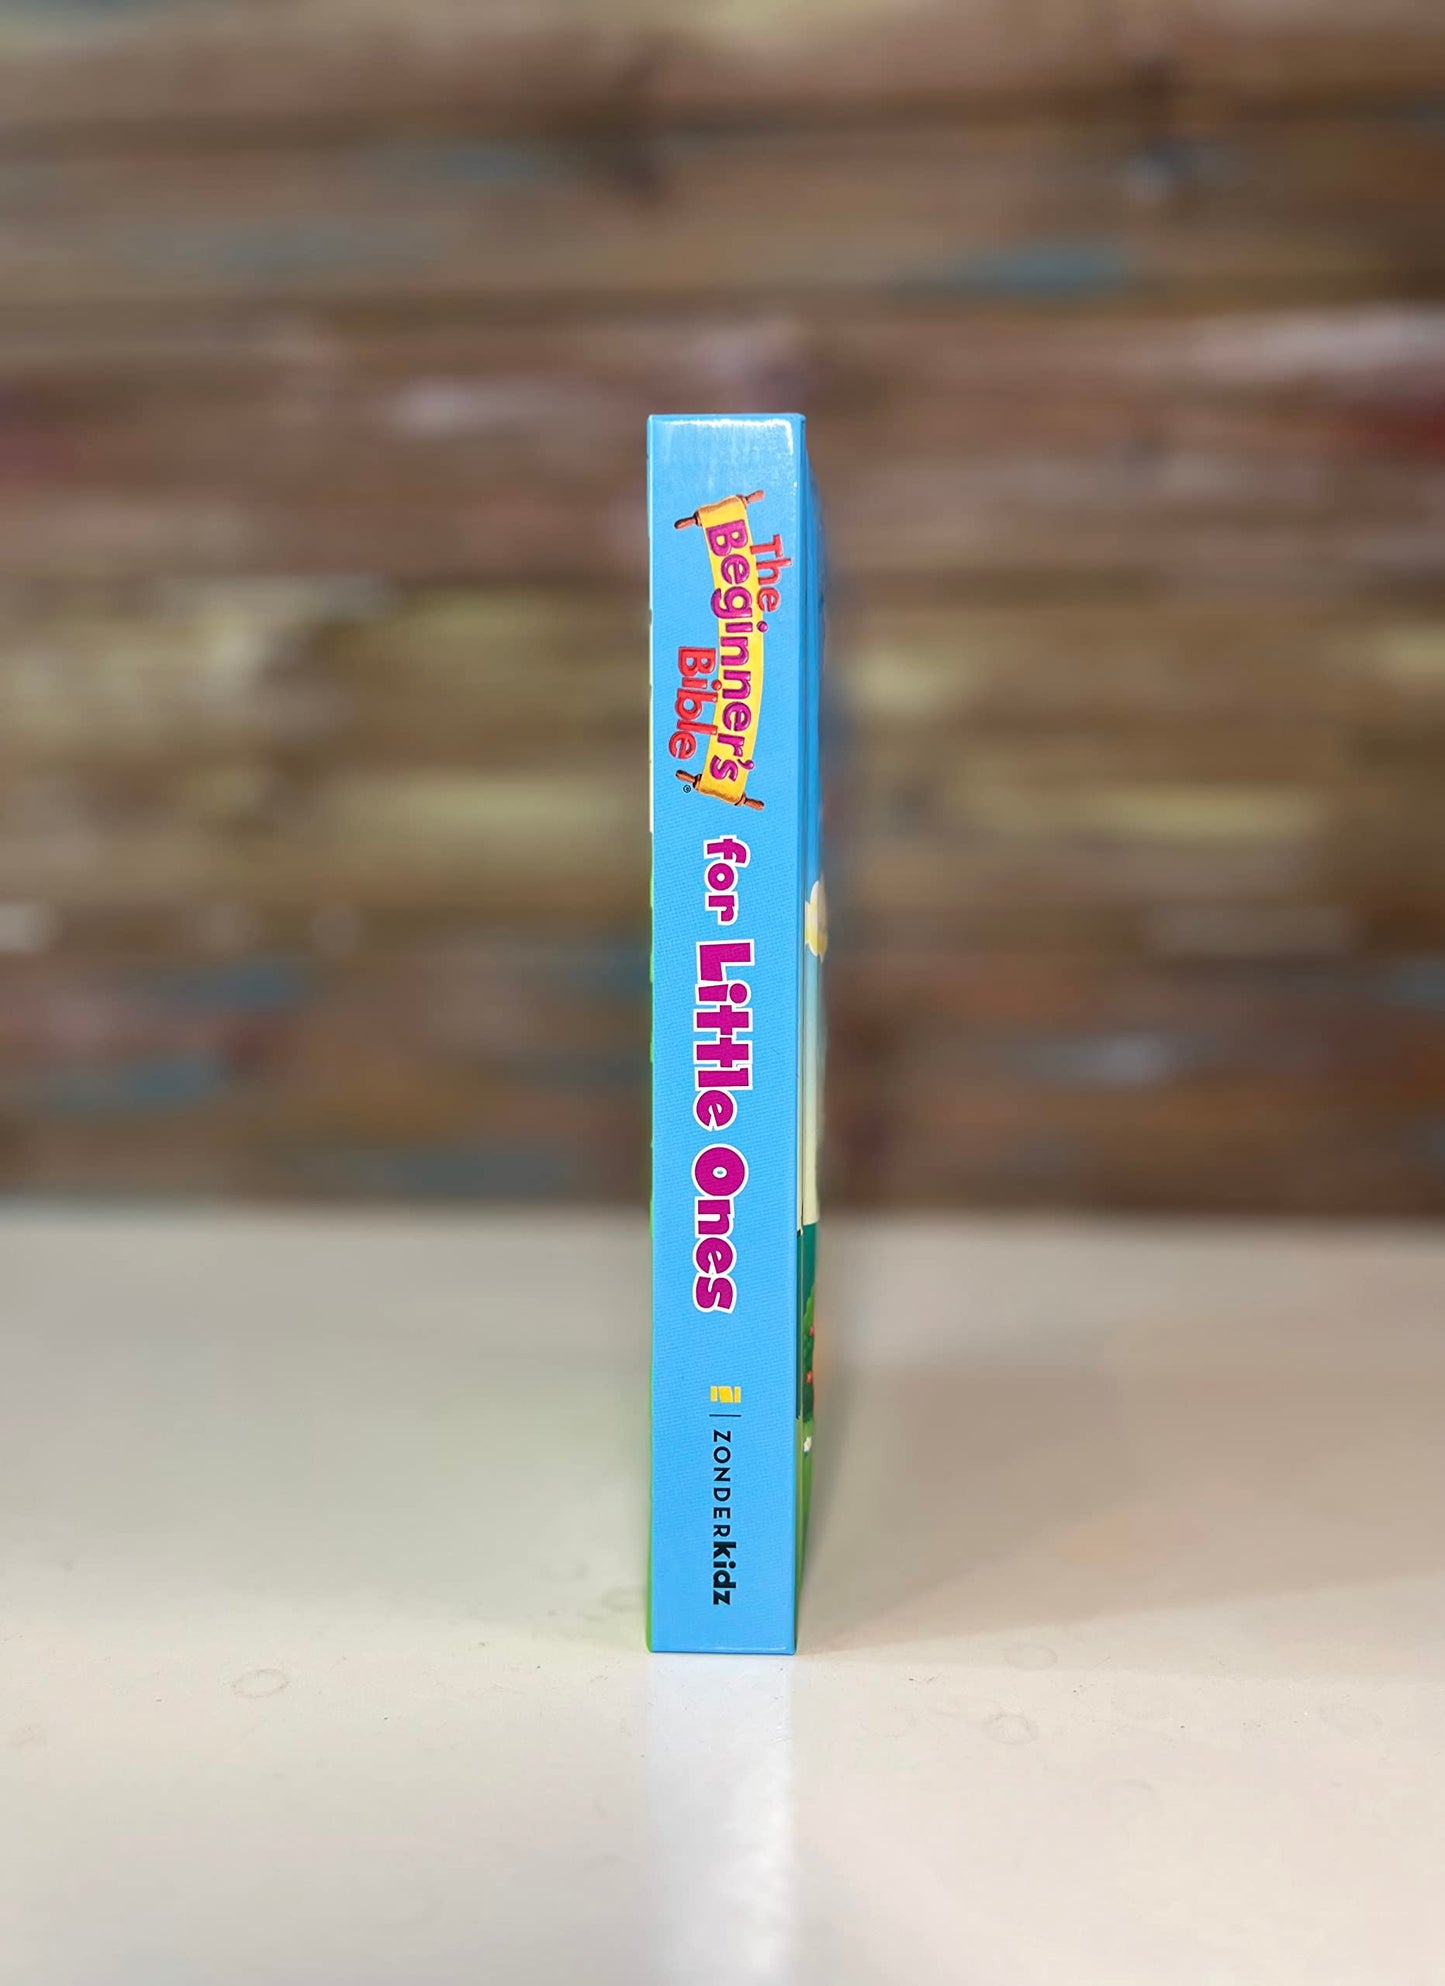 The
Beginner's
Bible®
for Little Ones
ZONDERkidz